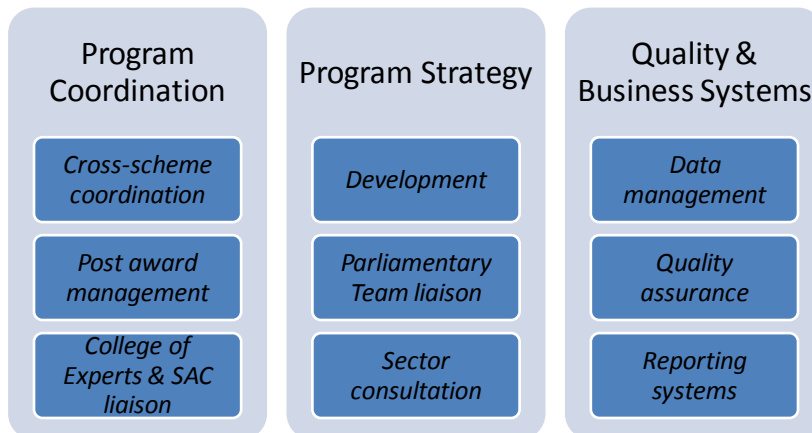 Program
Coordination
Cross-scheme
coordination
Post award
management
College of
Experts & SAC
liaison
Program Strategy
Development
Parliamentary
Team liaison
Sector
consultation
Quality &
Business Systems
Data
management
Quality
assurance
Reporting
systems